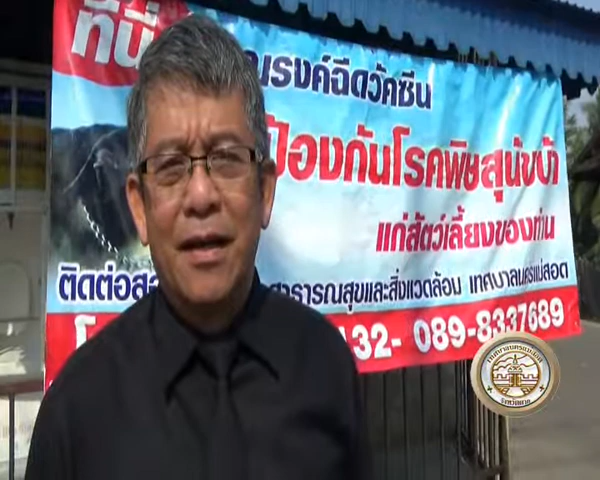 ที่นี่
ณรงค์ฉีดวัคซีน
ป้องกันโรคพิษสุนัขบ้า
แก่สัตว์เลี้ยงของท่าน
ติดต่อ สาธารณสุขและสิ่งแวดล้อม เทศบาลนครแม่สอด
132- 089-8337689